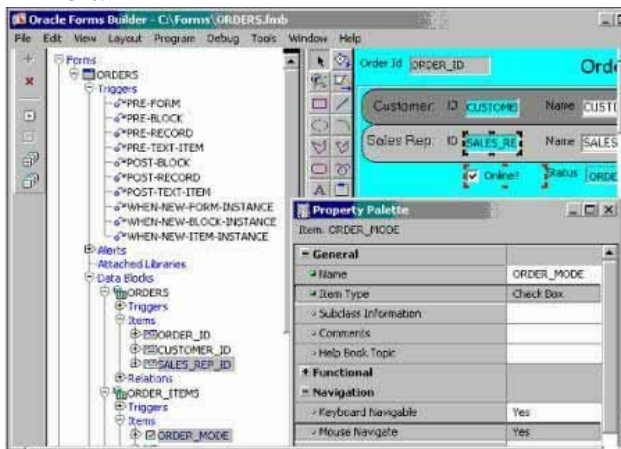 Oracle Forms Builder - C:\Forms\ORDERS.fmb
File Edit View Layout Program Debug Tools Window Help
Forms
ORDERS
Triggers
PRE-FORM
PRE-BLOCK
PRE-RECORD
PRE-TEXT-ITEM
POST-BLOCK
POST-RECORD
POST-TEXT-ITEM
WHEN-NEW-FORM-INSTANCE
WHEN-NEW-BLOCK-INSTANCE
WHEN-NEW-ITEM-INSTANCE
Alerts
Attached Libraries
Data Blocks
ORDERS
Triggers
Items
ORDER_ID
CUSTOMER_ID
SALES_REP_ID
Relations
ORDER_ITEMS
Triggers
Items
ORDER_MODE
Order Id ORDER_ID Orde
Customer: ID CUSTOME Name CUSTO
Sales Rep: ID SALES_RE Name SALES
Online? Status ORDE
Property Palette
Item: ORDER_MODE
General
Name ORDER_MODE
Item Type Check Box
Subclass Information
Comments
Help Book Topic
Functional
Navigation
Keyboard Navigable Yes
Mouse Navigate Yes